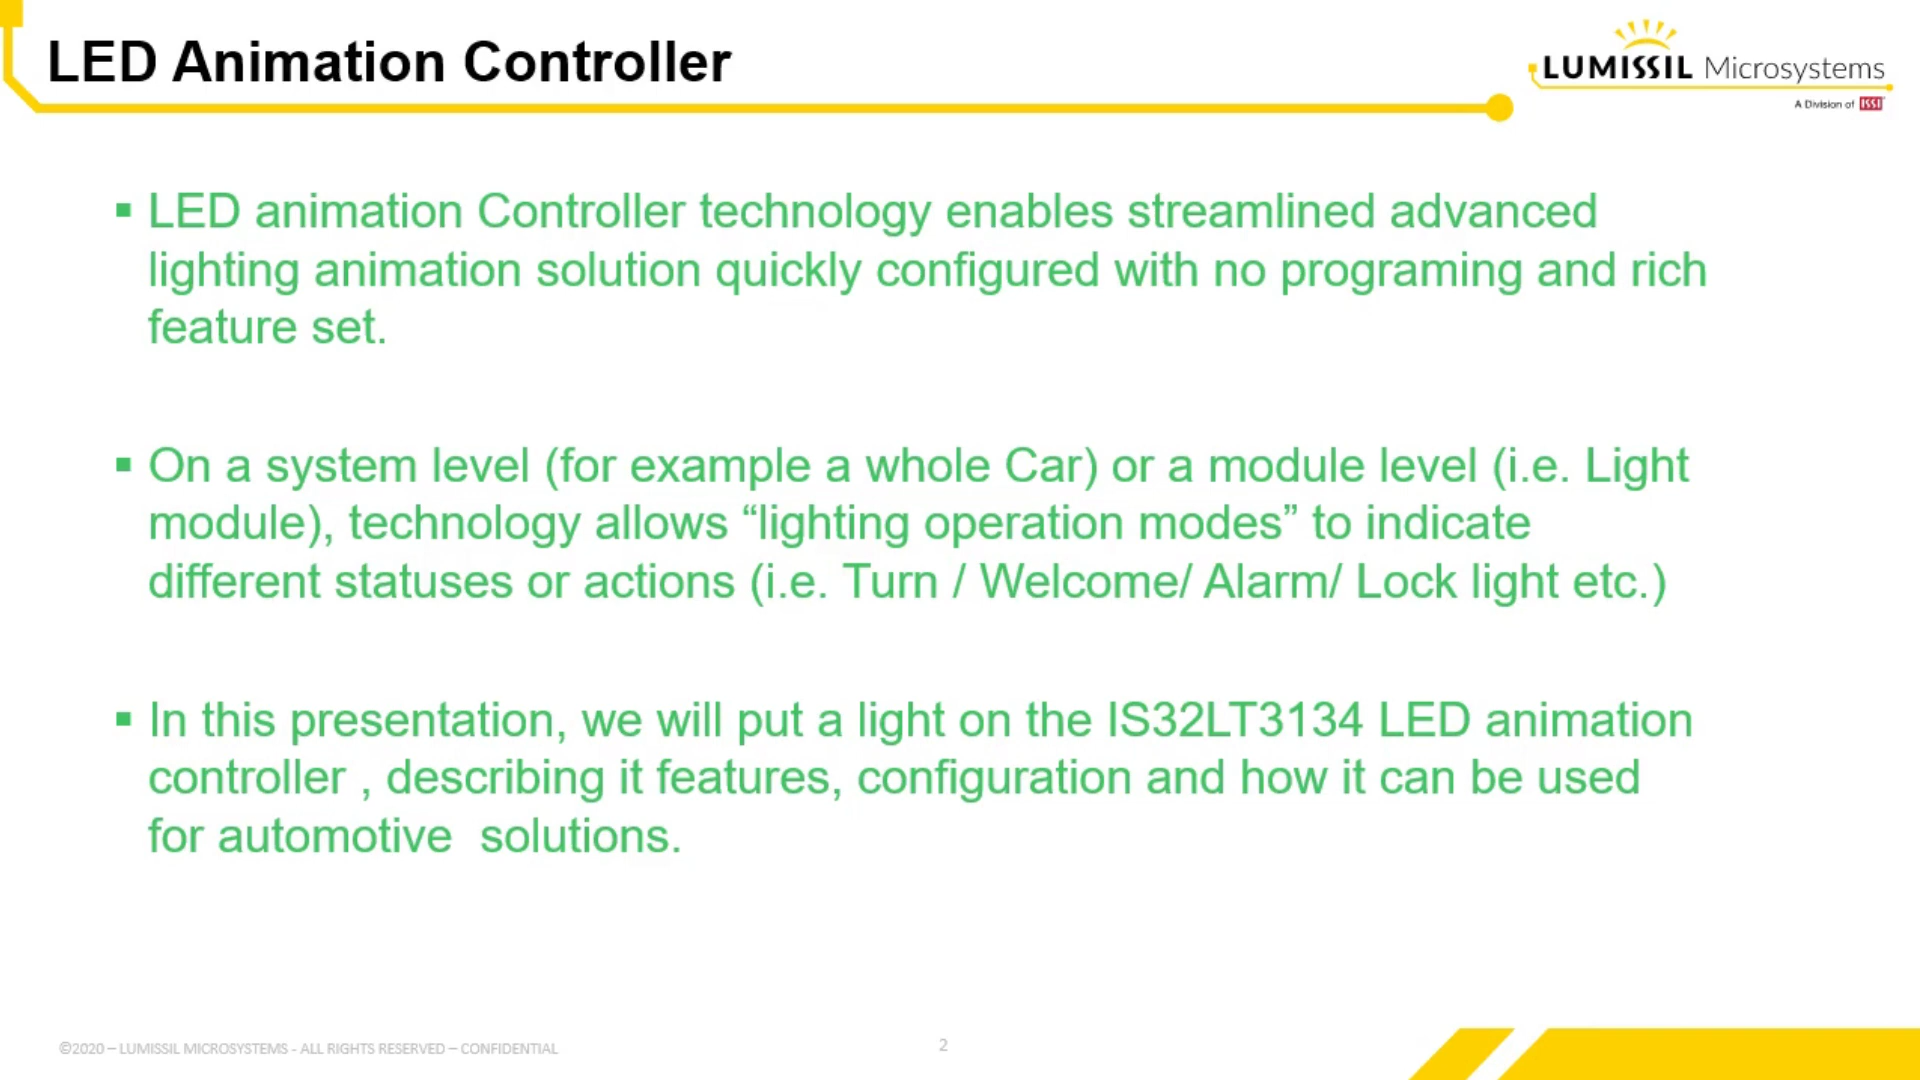 LED Animation Controller
LUMISSIL Microsystems
A Division of ISSI
▪ LED animation Controller technology enables streamlined advanced
lighting animation solution quickly configured with no programing and rich
feature set.
▪ On a system level (for example a whole Car) or a module level (i.e. Light
module), technology allows “lighting operation modes” to indicate
different statuses or actions (i.e. Turn / Welcome/ Alarm/ Lock light etc.)
▪ In this presentation, we will put a light on the IS32LT3134 LED animation
controller , describing it features, configuration and how it can be used
for automotive  solutions.
©2020 – LUMISSIL MICROSYSTEMS - ALL RIGHTS RESERVED – CONFIDENTIAL
2